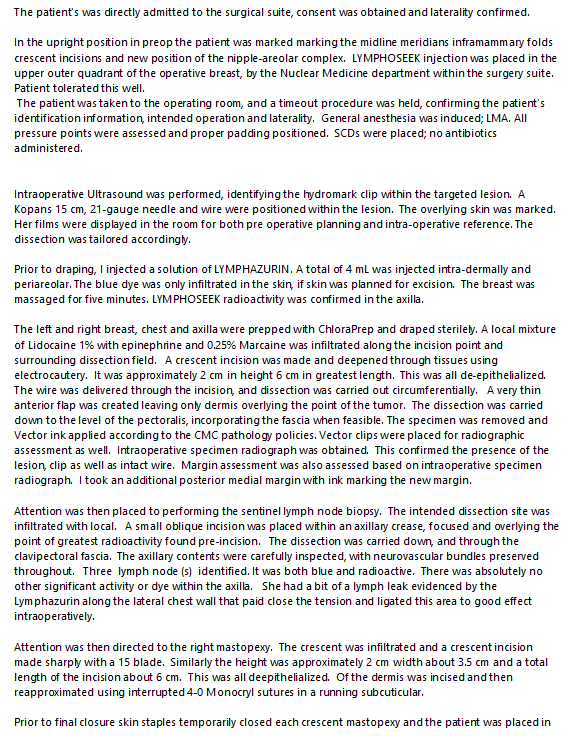 The patient's was directly admitted to the surgical suite, consent was obtained and laterality confirmed.
In the upright position in preop the patient was marked marking the midline meridians inframammary folds
crescent incisions and new position of the nipple-areolar complex. LYMPHOSEEK injection was placed in the
upper outer quadrant of the operative breast, by the Nuclear Medicine department within the surgery suite.
Patient tolerated this well.
The patient was taken to the operating room, and a timeout procedure was held, confirming the patient's
identification information, intended operation and laterality. General anesthesia was induced; LMA. All
pressure points were assessed and proper padding positioned. SCDs were placed; no antibiotics
administered.
Intraoperative Ultrasound was performed, identifying the hydromark clip within the targeted lesion. A
Kopans 15 cm, 21-gauge needle and wire were positioned within the lesion. The overlying skin was marked.
Her films were displayed in the room for both pre operative planning and intra-operative reference. The
dissection was tailored accordingly.
Prior to draping, I injected a solution of LYMPHAZURIN. A total of 4 mL was injected intra-dermally and
periareolar. The blue dye was only infiltrated in the skin, if skin was planned for excision. The breast was
massaged for five minutes. LYMPHOSEEK radioactivity was confirmed in the axilla.
The left and right breast, chest and axilla were prepped with ChloraPrep and draped sterilely. A local mixture
of Lidocaine 1% with epinephrine and 0.25% Marcaine was infiltrated along the incision point and
surrounding dissection field. A crescent incision was made and deepened through tissues using
electrocautery. It was approximately 2 cm in height 6 cm in greatest length. This was all de-epithelialized.
The wire was delivered through the incision, and dissection was carried out circumferentially. A very thin
anterior flap was created leaving only dermis overlying the point of the tumor. The dissection was carried
down to the level of the pectoralis, incorporating the fascia when feasible. The specimen was removed and
Vector ink applied according to the CMC pathology policies. Vector clips were placed for radiographic
assessment as well. Intraoperative specimen radiograph was obtained. This confirmed the presence of the
lesion, clip as well as intact wire. Margin assessment was also assessed based on intraoperative specimen
radiograph. I took an additional posterior medial margin with ink marking the new margin.
Attention was then placed to performing the sentinel lymph node biopsy. The intended dissection site was
infiltrated with local. A small oblique incision was placed within an axillary crease, focused and overlying the
point of greatest radioactivity found pre-incision. The dissection was carried down, and through the
clavipectoral fascia. The axillary contents were carefully inspected, with neurovascular bundles preserved
throughout. Three lymph node (s) identified. It was both blue and radioactive. There was absolutely no
other significant activity or dye within the axilla. She had a bit of a lymph leak evidenced by the
Lymphazurin along the lateral chest wall that paid close the tension and ligated this area to good effect
intraoperatively.
Attention was then directed to the right mastopexy. The crescent was infiltrated and a crescent incision
made sharply with a 15 blade. Similarly the height was approximately 2 cm width about 3.5 cm and a total
length of the incision about 6 cm. This was all deepithelialized. Of the dermis was incised and then
reapproximated using interrupted 4-0 Monocryl sutures in a running subcuticular.
Prior to final closure skin staples temporarily closed each crescent mastopexy and the patient was placed in